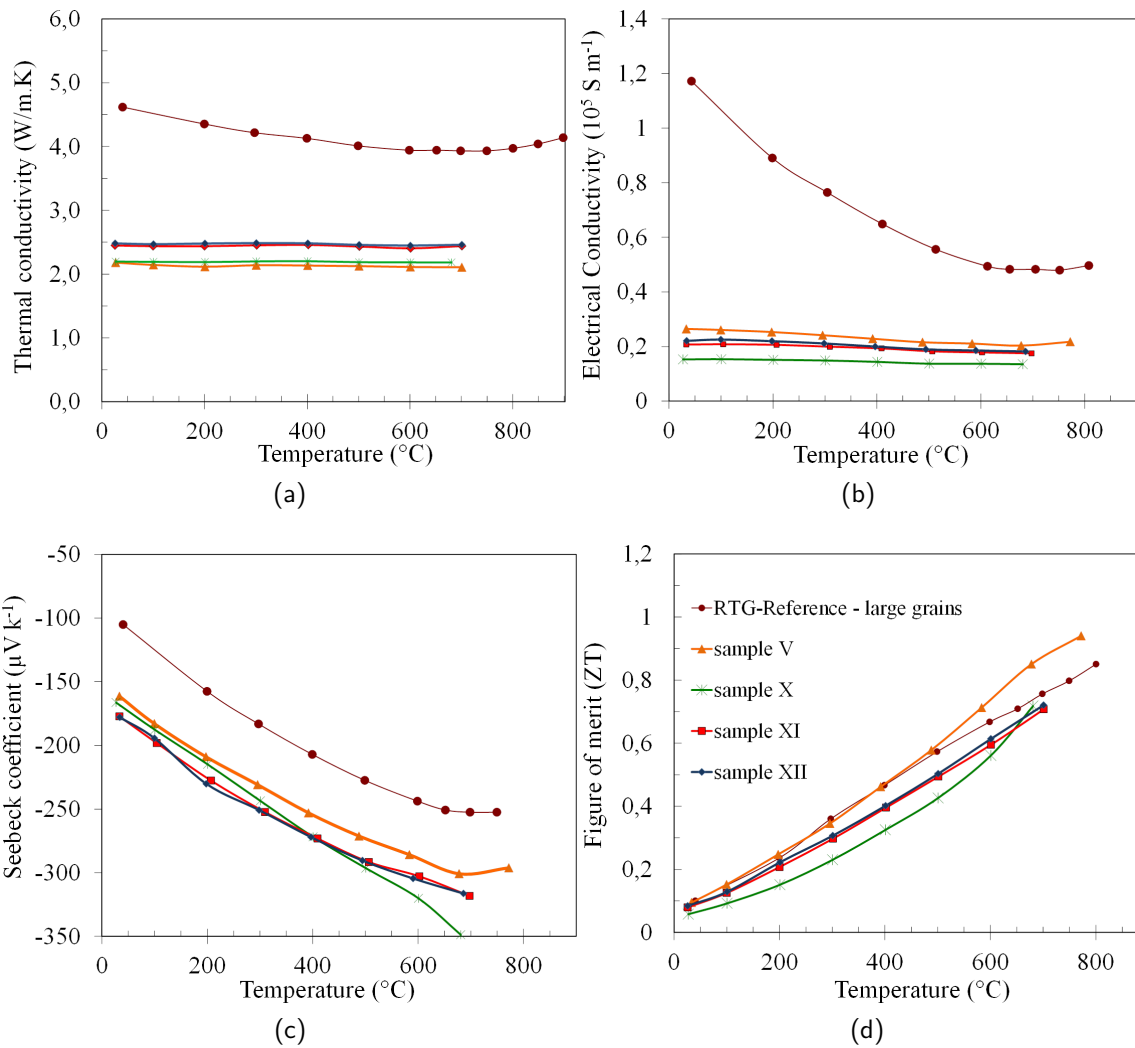 Thermal conductivity (W/m.K)
6,0
5,0
4,0
3,0
2,0
1,0
0,0
0 200 400 600 800
Temperature (°C)
(a)
Electrical Conductivity (10⁵ S m⁻¹)
1,4
1,2
1
0,8
0,6
0,4
0,2
0
0 200 400 600 800
Temperature (°C)
(b)
Seebeck coefficient (µV k⁻¹)
-50
-100
-150
-200
-250
-300
-350
0 200 400 600 800
Temperature (°C)
(c)
Figure of merit (ZT)
1,2
1
0,8
0,6
0,4
0,2
0
RTG-Reference - large grains
sample V
sample X
sample XI
sample XII
0 200 400 600 800
Temperature (°C)
(d)